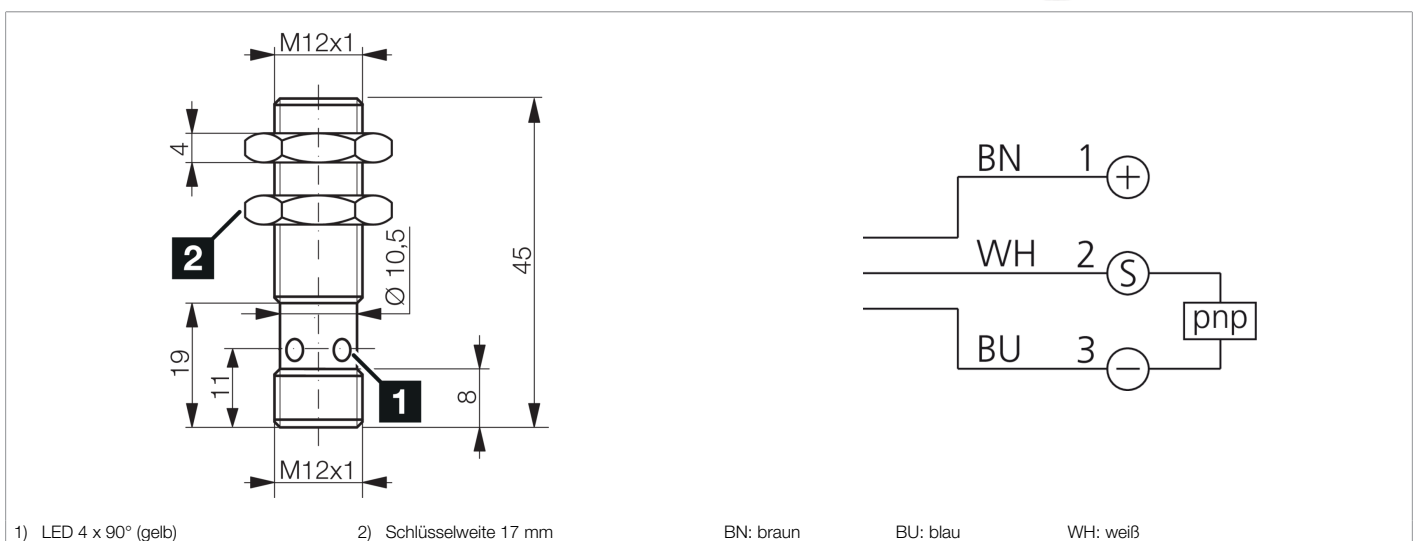 M12x1
4
2
Ø 10,5
45
19
11
1
8
M12x1
BN 1 +
WH 2 S
pnp
BU 3 −
1) LED 4 x 90° (gelb)
2) Schlüsselweite 17 mm
BN: braun
BU: blau
WH: weiß